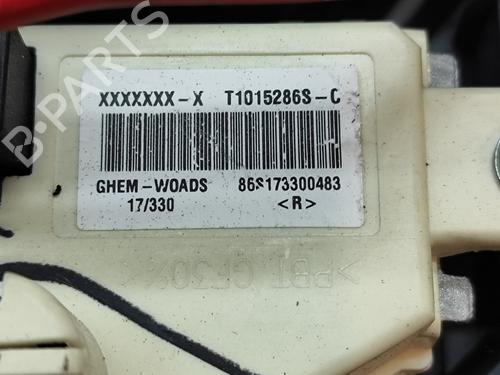 XXXXXXX-X T1015286S-C
GHEM-WOADS 86S173300483
17/330 <R>
>PBT GF30%
B-PARTS